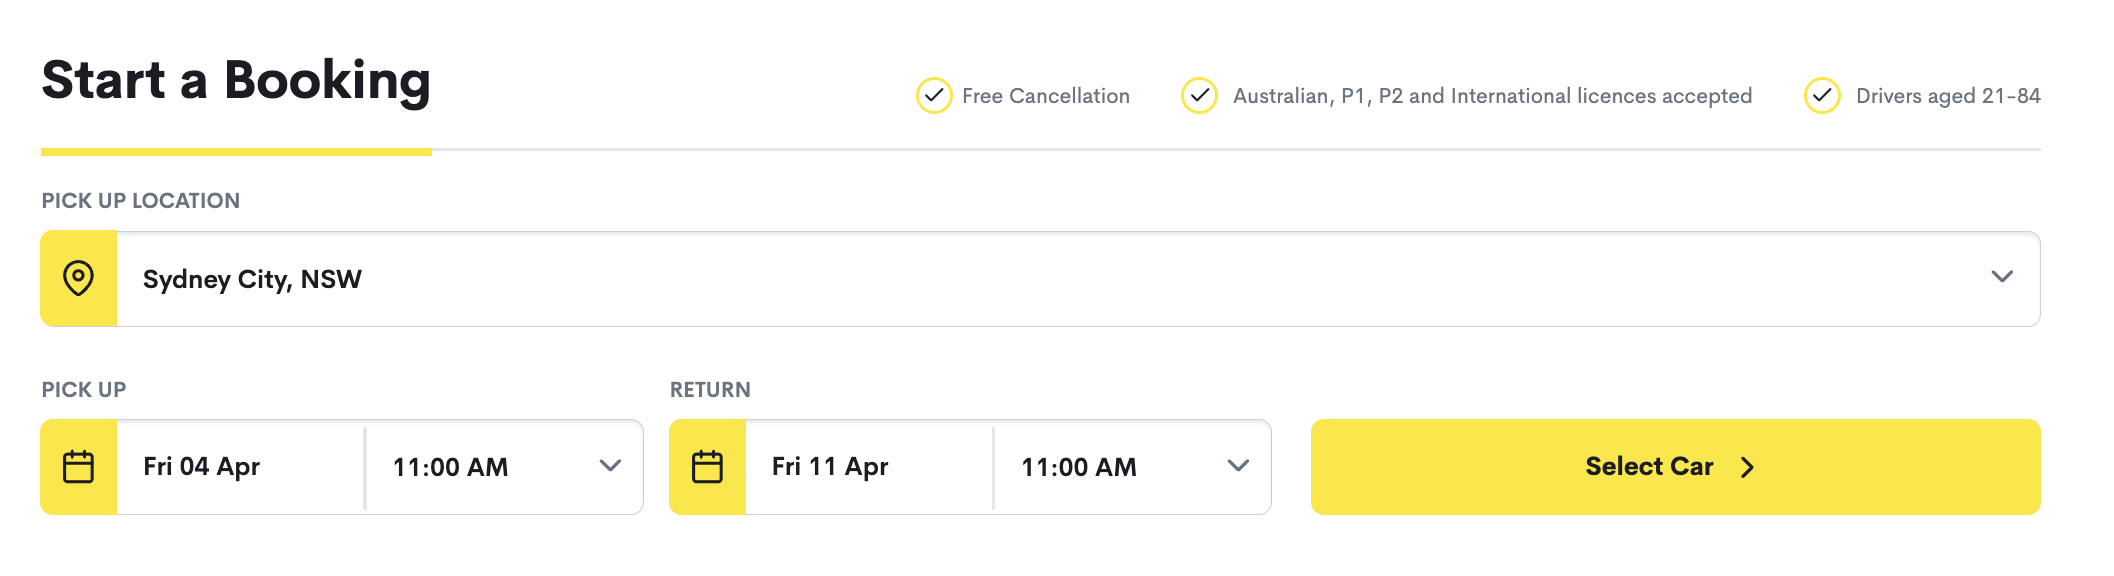 Start a Booking
Free Cancellation
Australian, P1, P2 and International licences accepted
Drivers aged 21-84
PICK UP LOCATION
Sydney City, NSW
PICK UP
RETURN
Fri 04 Apr
11:00 AM
Fri 11 Apr
11:00 AM
Select Car